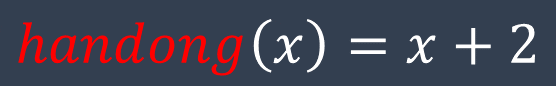 handong(x) = x + 2